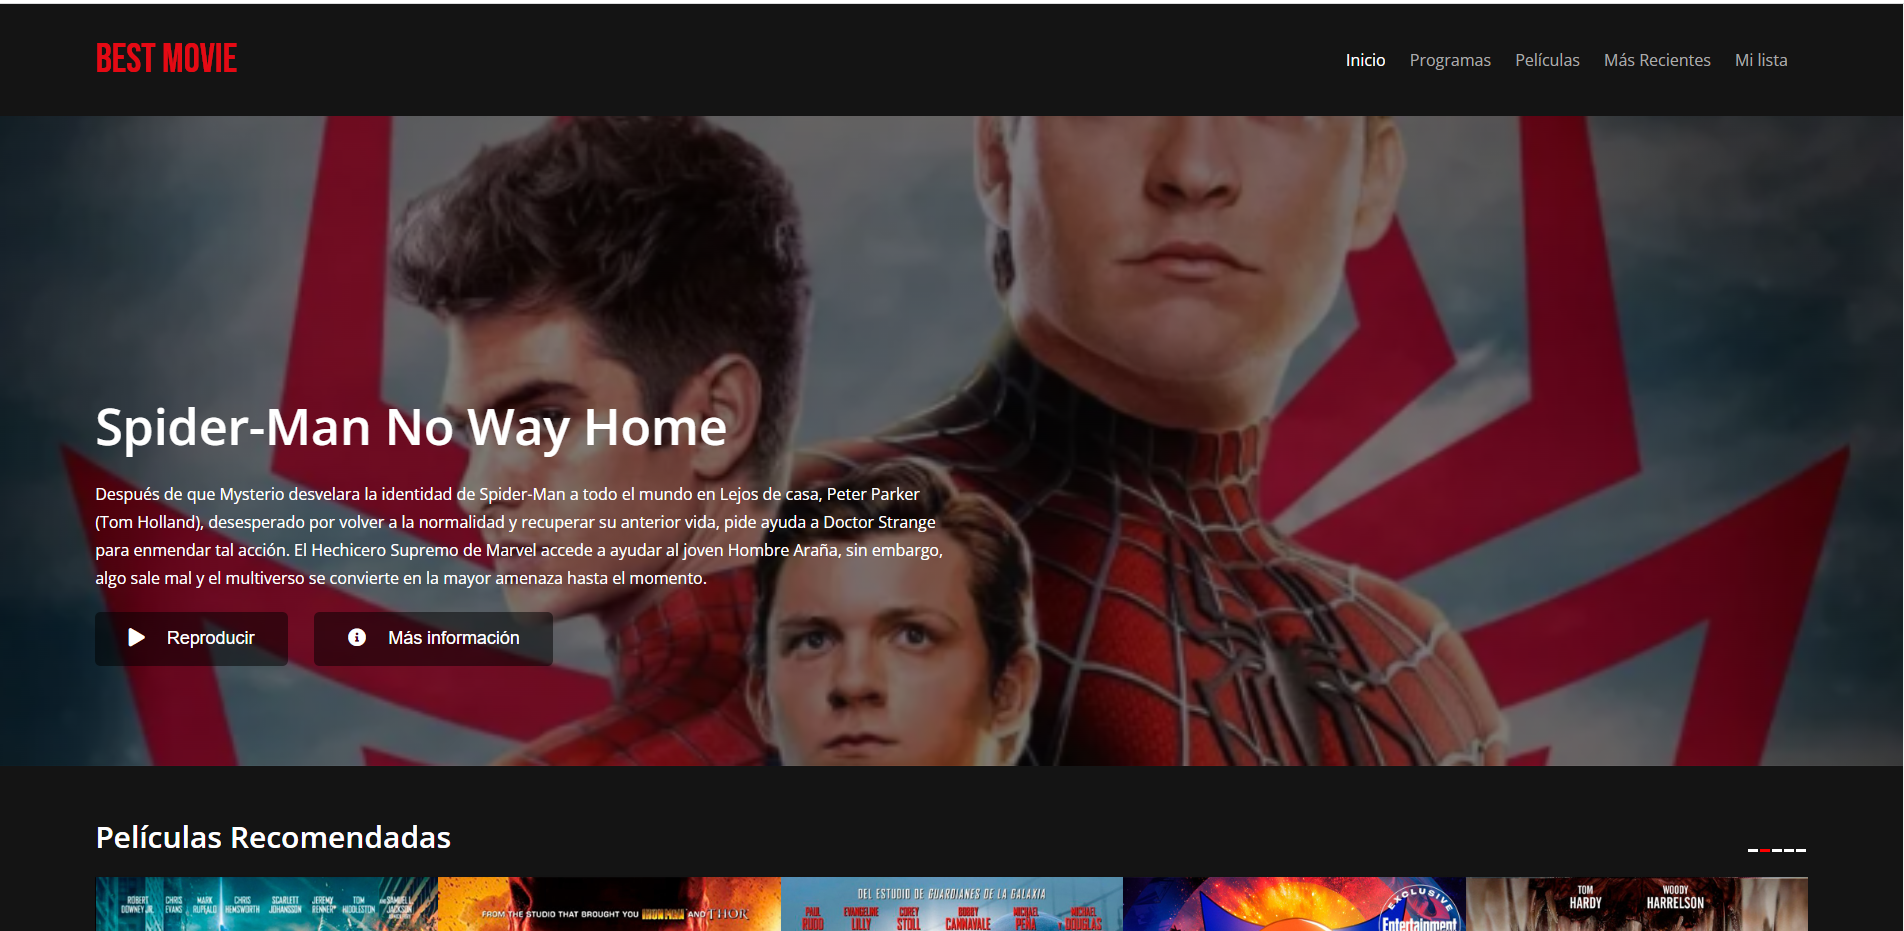 BEST MOVIE
Inicio Programas Películas Más Recientes Mi lista
Spider-Man No Way Home
Después de que Mysterio desvelara la identidad de Spider-Man a todo el mundo en Lejos de casa, Peter Parker
(Tom Holland), desesperado por volver a la normalidad y recuperar su anterior vida, pide ayuda a Doctor Strange
para enmendar tal acción. El Hechicero Supremo de Marvel accede a ayudar al joven Hombre Araña, sin embargo,
algo sale mal y el multiverso se convierte en la mayor amenaza hasta el momento.
Reproducir Más información
Películas Recomendadas
ROBERT DOWNEY JR. CHRIS EVANS MARK RUFFALO CHRIS HEMSWORTH SCARLETT JOHANSSON JEREMY RENNER TOM HIDDLESTON AND SAMUEL L. JACKSON
FROM THE STUDIO THAT BROUGHT YOU IRON MAN AND THOR
DEL ESTUDIO DE GUARDIANES DE LA GALAXIA
PAUL RUDD EVANGELINE LILLY COREY STOLL BOBBY CANNAVALE MICHAEL PEÑA Y MICHAEL DOUGLAS
EXCLUSIVE
Entertainment
TOM HARDY WOODY HARRELSON